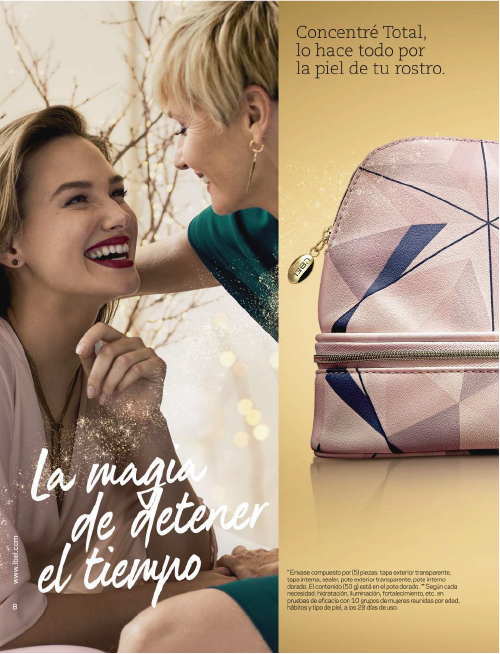 Concentré Total,
lo hace todo por
la piel de tu rostro.
La magia
de detener
el tiempo
www.lbel.com
8
L'BEL
* Envase compuesto por (5) piezas: tapa exterior transparente,
tapa interna, sealer, pote exterior transparente, pote interno
dorado. El contenido (50 g) está en el pote dorado. ** Según cada
necesidad: hidratación, iluminación, fortalecimiento, etc. en
pruebas de eficacia con 10 grupos de mujeres reunidas por edad,
hábitos y tipo de piel, a los 28 días de uso.